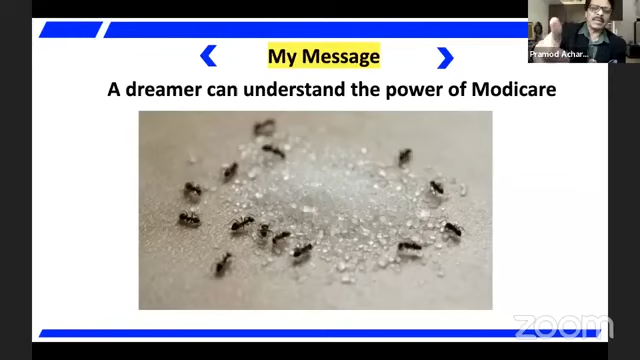 My Message
A dreamer can understand the power of Modicare
Pramod Achar...
zoom